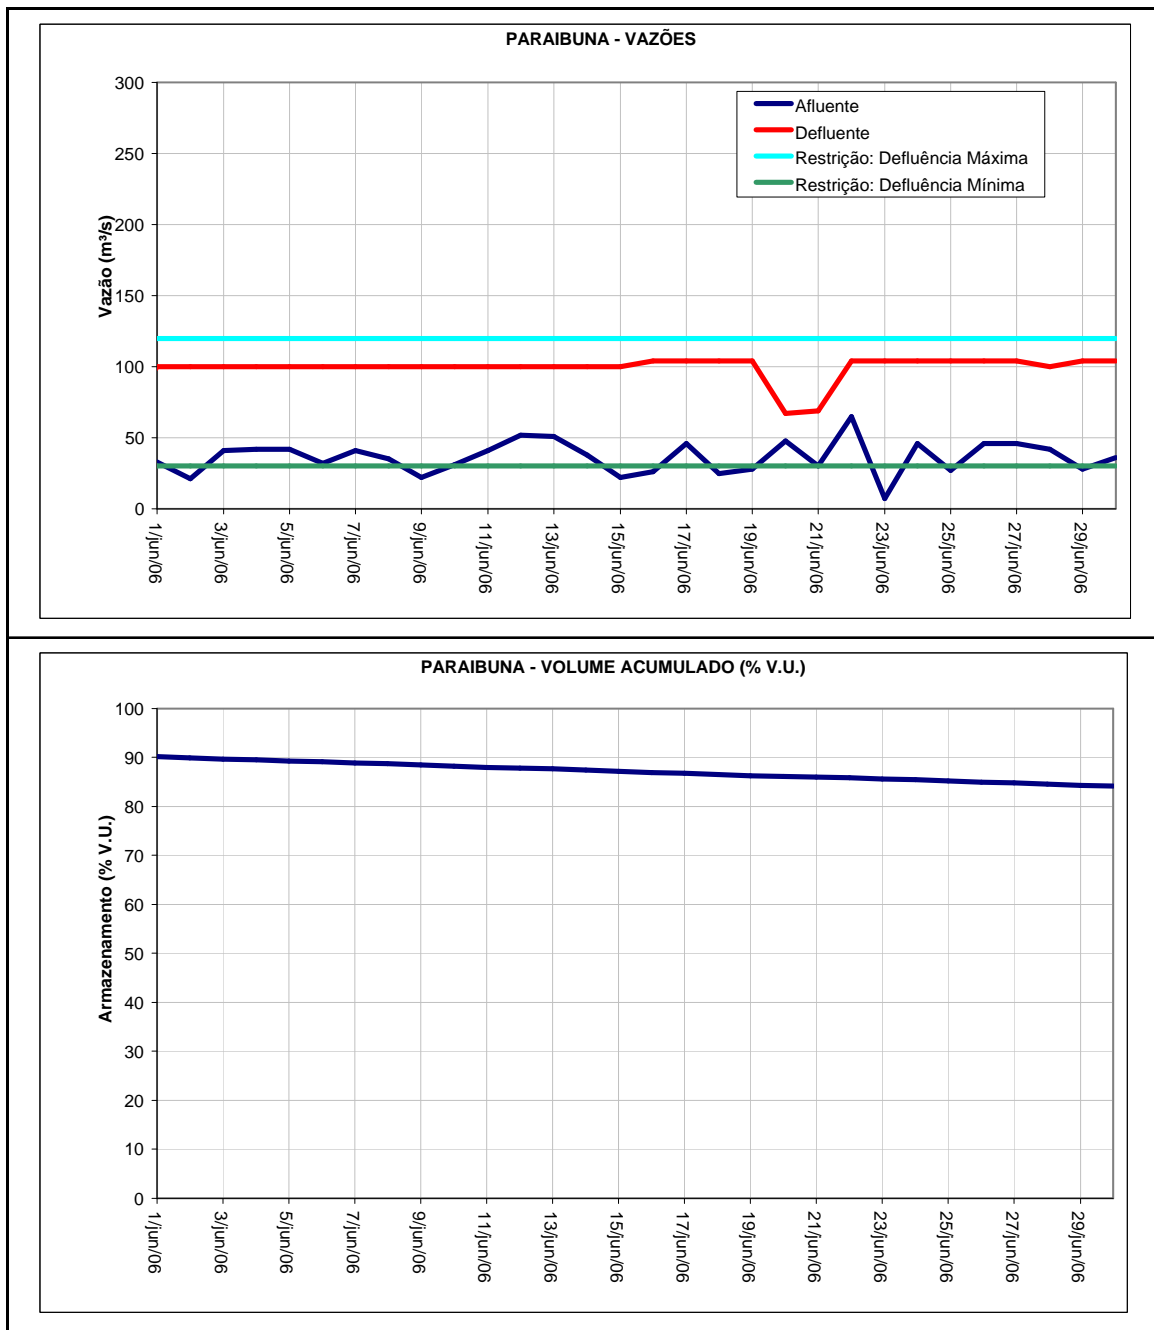 PARAIBUNA - VAZÕES
Vazão (m³/s)
300
250
200
150
100
50
0
Afluente
Defluente
Restrição: Defluência Máxima
Restrição: Defluência Mínima
1/jun/06
3/jun/06
5/jun/06
7/jun/06
9/jun/06
11/jun/06
13/jun/06
15/jun/06
17/jun/06
19/jun/06
21/jun/06
23/jun/06
25/jun/06
27/jun/06
29/jun/06
PARAIBUNA - VOLUME ACUMULADO (% V.U.)
Armazenamento (% V.U.)
100
90
80
70
60
50
40
30
20
10
0
1/jun/06
3/jun/06
5/jun/06
7/jun/06
9/jun/06
11/jun/06
13/jun/06
15/jun/06
17/jun/06
19/jun/06
21/jun/06
23/jun/06
25/jun/06
27/jun/06
29/jun/06